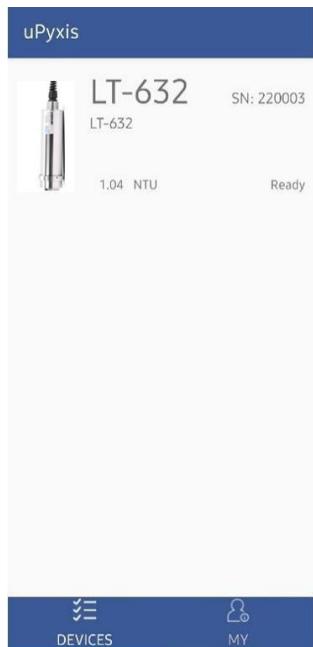 uPyxis
LT-632 SN: 220003
LT-632
1.04 NTU Ready
DEVICES MY